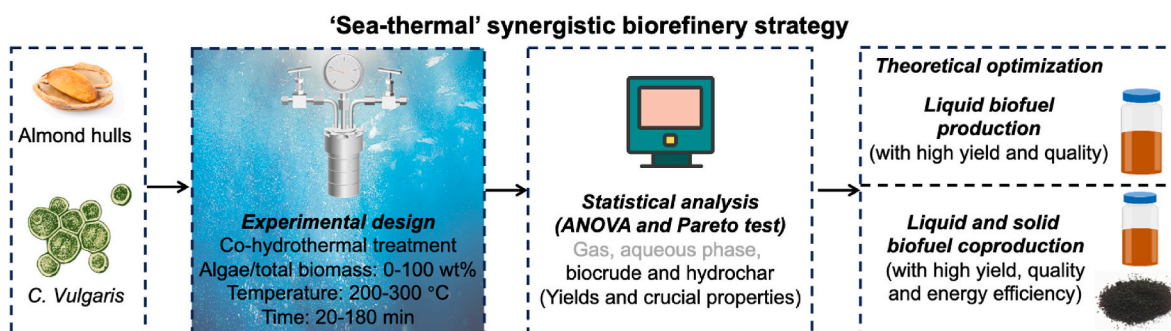 ‘Sea-thermal’ synergistic biorefinery strategy
Almond hulls
C. Vulgaris
Experimental design
Co-hydrothermal treatment
Algae/total biomass: 0-100 wt%
Temperature: 200-300 °C
Time: 20-180 min
Statistical analysis
(ANOVA and Pareto test)
Gas, aqueous phase,
biocrude and hydrochar
(Yields and crucial properties)
Theoretical optimization
Liquid biofuel
production
(with high yield and quality)
Liquid and solid
biofuel coproduction
(with high yield, quality
and energy efficiency)